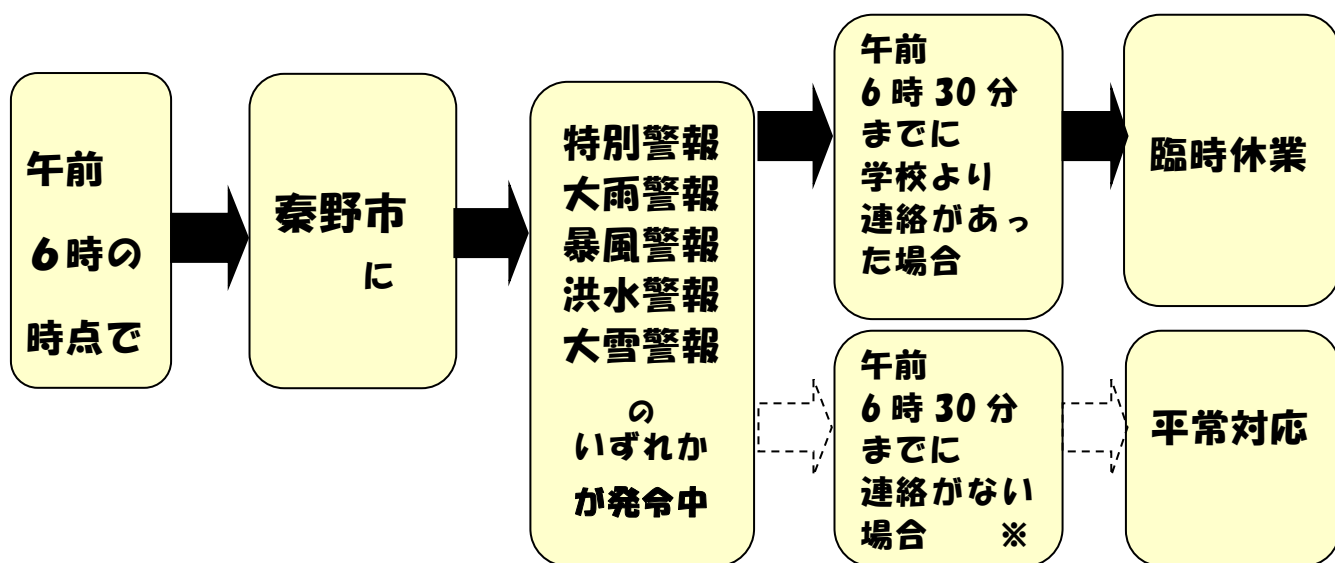 午前
6時の
時点で
秦野市
に
特別警報
大雨警報
暴風警報
洪水警報
大雪警報
の
いずれか
が発令中
午前
6時30分
までに
学校より
連絡があっ
た場合
臨時休業
午前
6時30分
までに
連絡がない
場合　　※
平常対応